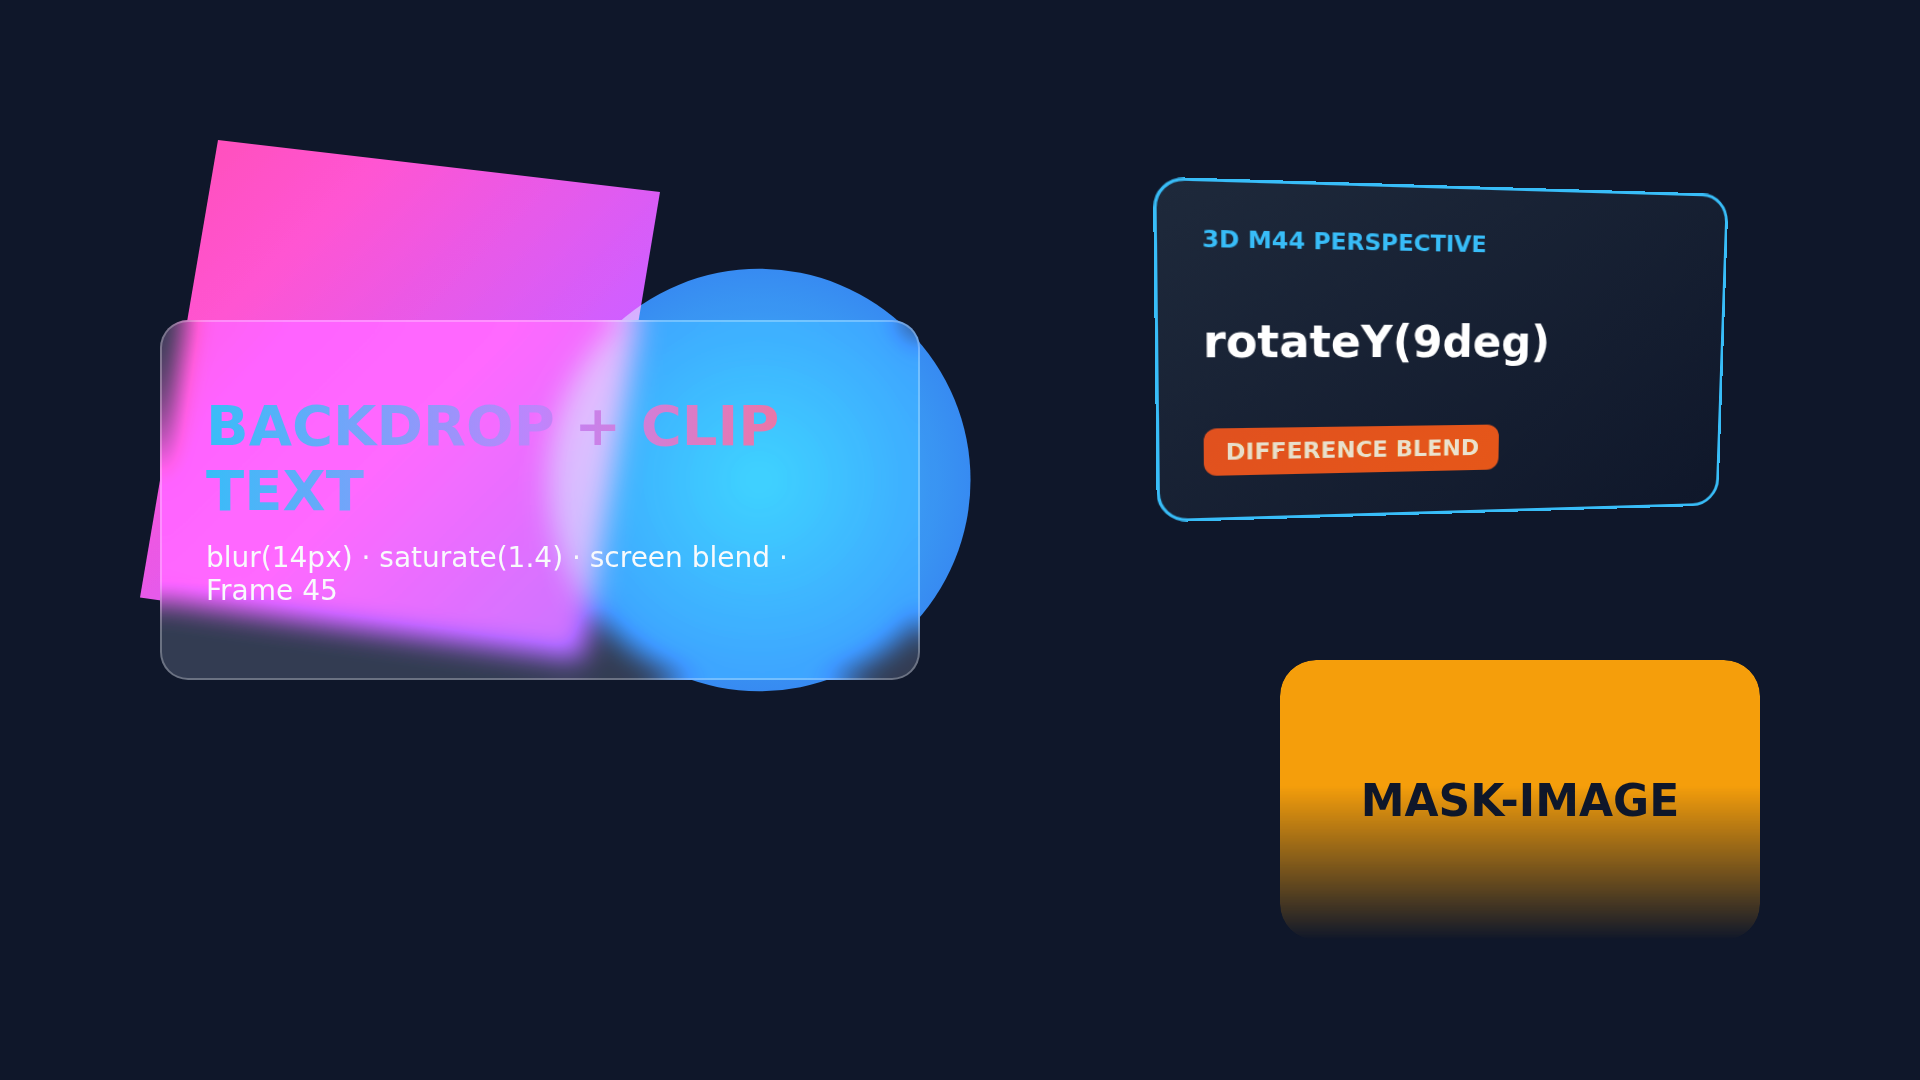 BACKDROP + CLIP
TEXT
blur(14px) · saturate(1.4) · screen blend ·
Frame 45
3D M44 PERSPECTIVE
rotateY(9deg)
DIFFERENCE BLEND
MASK-IMAGE